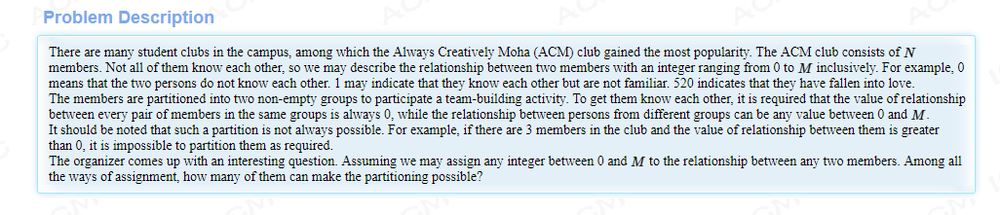 Problem Description
There are many student clubs in the campus, among which the Always Creatively Moha (ACM) club gained the most popularity. The ACM club consists of N
members. Not all of them know each other, so we may describe the relationship between two members with an integer ranging from 0 to M inclusively. For example, 0
means that the two persons do not know each other. 1 may indicate that they know each other but are not familiar. 520 indicates that they have fallen into love.
The members are partitioned into two non-empty groups to participate a team-building activity. To get them know each other, it is required that the value of relationship
between every pair of members in the same groups is always 0, while the relationship between persons from different groups can be any value between 0 and M.
It should be noted that such a partition is not always possible. For example, if there are 3 members in the club and the value of relationship between them is greater
than 0, it is impossible to partition them as required.
The organizer comes up with an interesting question. Assuming we may assign any integer between 0 and M to the relationship between any two members. Among all
the ways of assignment, how many of them can make the partitioning possible?